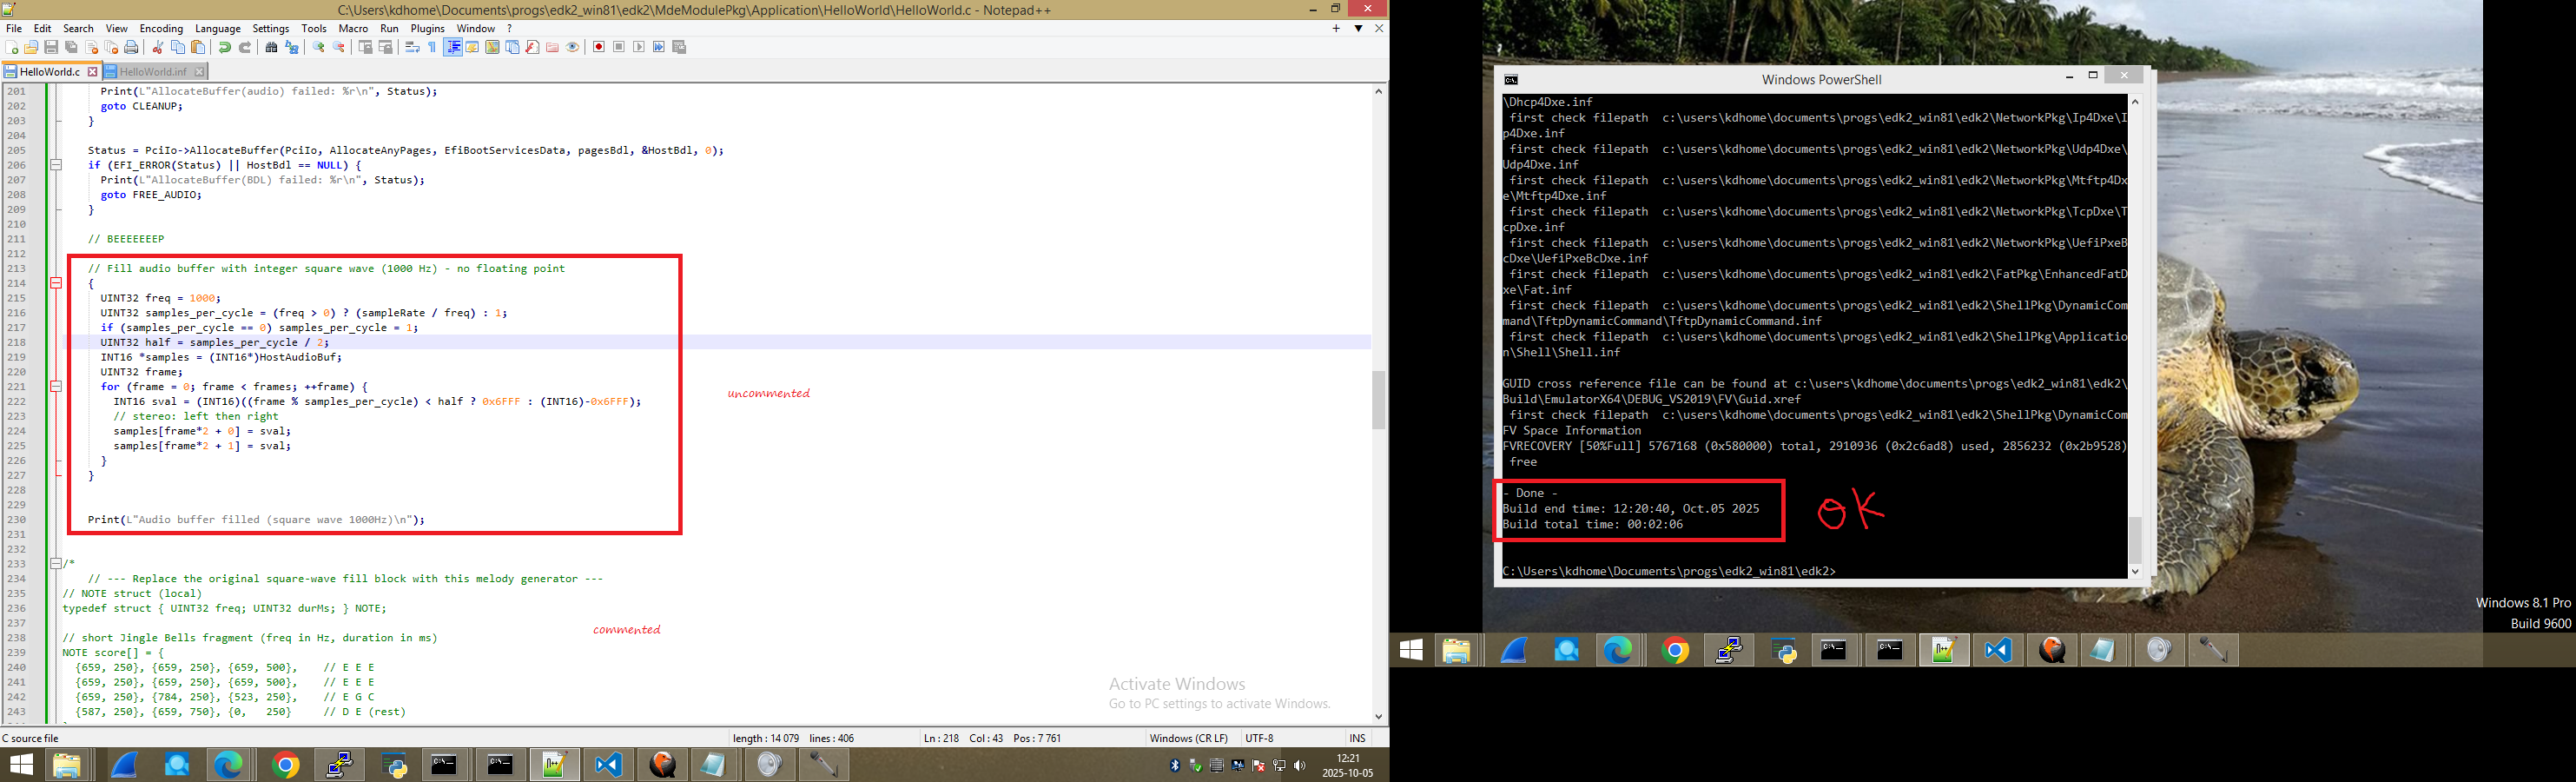 C:\Users\kdhome\Documents\progs\edk2_win81\edk2\MdeModulePkg\Application\HelloWorld\HelloWorld.c - Notepad++
File Edit Search View Encoding Language Settings Tools Macro Run Plugins Window ?
HelloWorld.c HelloWorld.inf
201 Print(L"AllocateBuffer(audio) failed: %r\n", Status);
202 goto CLEANUP;
203 }
204
205 Status = PciIo->AllocateBuffer(PciIo, AllocateAnyPages, EfiBootServicesData, pagesBdl, &HostBdl, 0);
206 if (EFI_ERROR(Status) || HostBdl == NULL) {
207 Print(L"AllocateBuffer(BDL) failed: %r\n", Status);
208 goto FREE_AUDIO;
209 }
210
211 // BEEEEEEEP
212
213 // Fill audio buffer with integer square wave (1000 Hz) - no floating point
214 {
215 UINT32 freq = 1000;
216 UINT32 samples_per_cycle = (freq > 0) ? (sampleRate / freq) : 1;
217 if (samples_per_cycle == 0) samples_per_cycle = 1;
218 UINT32 half = samples_per_cycle / 2;
219 INT16 *samples = (INT16*)HostAudioBuf;
220 UINT32 frame;
221 for (frame = 0; frame < frames; ++frame) {
222 INT16 sval = (INT16)((frame % samples_per_cycle) < half ? 0x6FFF : (INT16)-0x6FFF);
223 // stereo: left then right
224 samples[frame*2 + 0] = sval;
225 samples[frame*2 + 1] = sval;
226 }
227 }
228
229
230 Print(L"Audio buffer filled (square wave 1000Hz)\n");
231
232
233 /*
234 // --- Replace the original square-wave fill block with this melody generator ---
235 // NOTE struct (local)
236 typedef struct { UINT32 freq; UINT32 durMs; } NOTE;
237
238 // short Jingle Bells fragment (freq in Hz, duration in ms)
239 NOTE score[] = {
240 {659, 250}, {659, 250}, {659, 500}, // E E E
241 {659, 250}, {659, 250}, {659, 500}, // E E E
242 {659, 250}, {784, 250}, {523, 250}, // E G C
243 {587, 250}, {659, 750}, {0, 250} // D E (rest)
uncommented
commented
Activate Windows
Go to PC settings to activate Windows.
C source file length : 14 079 lines : 406 Ln : 218 Col : 43 Pos : 7 761 Windows (CR LF) UTF-8 INS
12:21
2025-10-05
Windows PowerShell
\Dhcp4Dxe.inf
first check filepath c:\users\kdhome\documents\progs\edk2_win81\edk2\NetworkPkg\Ip4Dxe\I
p4Dxe.inf
first check filepath c:\users\kdhome\documents\progs\edk2_win81\edk2\NetworkPkg\Udp4Dxe\
Udp4Dxe.inf
first check filepath c:\users\kdhome\documents\progs\edk2_win81\edk2\NetworkPkg\Mtftp4Dx
e\Mtftp4Dxe.inf
first check filepath c:\users\kdhome\documents\progs\edk2_win81\edk2\NetworkPkg\TcpDxe\T
cpDxe.inf
first check filepath c:\users\kdhome\documents\progs\edk2_win81\edk2\NetworkPkg\UefiPxeB
cDxe\UefiPxeBcDxe.inf
first check filepath c:\users\kdhome\documents\progs\edk2_win81\edk2\FatPkg\EnhancedFatD
xe\Fat.inf
first check filepath c:\users\kdhome\documents\progs\edk2_win81\edk2\ShellPkg\DynamicCom
mand\TftpDynamicCommand\TftpDynamicCommand.inf
first check filepath c:\users\kdhome\documents\progs\edk2_win81\edk2\ShellPkg\Applicatio
n\Shell\Shell.inf
GUID cross reference file can be found at c:\users\kdhome\documents\progs\edk2_win81\edk2\
Build\EmulatorX64\DEBUG_VS2019\FV\Guid.xref
first check filepath c:\users\kdhome\documents\progs\edk2_win81\edk2\ShellPkg\DynamicCom
FV Space Information
FVRECOVERY [50%Full] 5767168 (0x580000) total, 2910936 (0x2c6ad8) used, 2856232 (0x2b9528)
free
- Done -
Build end time: 12:20:40, Oct.05 2025
Build total time: 00:02:06
OK
C:\Users\kdhome\Documents\progs\edk2_win81\edk2>
Windows 8.1 Pro
Build 9600